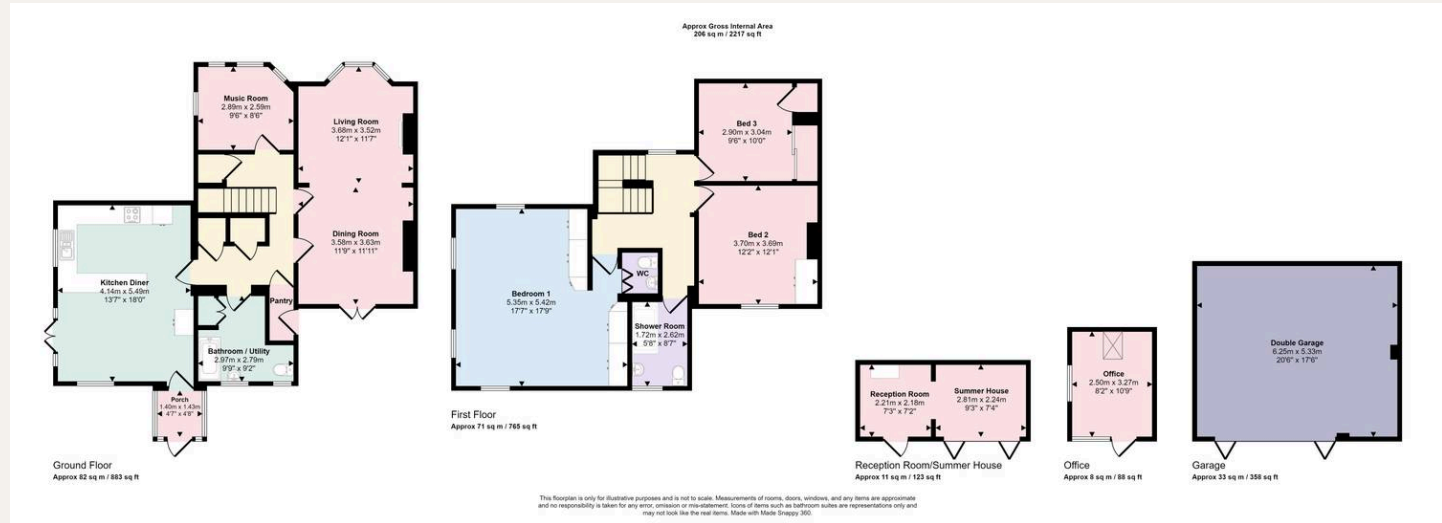 Approx Gross Internal Area
206 sq m / 2217 sq ft
Music Room
2.89m x 2.59m
9'6" x 8'6"
Living Room
3.68m x 3.52m
12'1" x 11'7"
Dining Room
3.58m x 3.63m
11'9" x 11'11"
Kitchen Diner
4.14m x 5.49m
13'7" x 18'0"
Pantry
Bathroom / Utility
2.97m x 2.79m
9'9" x 9'2"
Porch
1.40m x 1.43m
4'7" x 4'8"
Ground Floor
Approx 82 sq m / 883 sq ft
Bed 3
2.90m x 3.04m
9'6" x 10'0"
Bed 2
3.70m x 3.69m
12'2" x 12'1"
WC
Bedroom 1
5.35m x 5.42m
17'7" x 17'9"
Shower Room
1.72m x 2.62m
5'8" x 8'7"
First Floor
Approx 71 sq m / 765 sq ft
Reception Room
2.21m x 2.18m
7'3" x 7'2"
Summer House
2.81m x 2.24m
9'3" x 7'4"
Reception Room/Summer House
Approx 11 sq m / 123 sq ft
Office
2.50m x 3.27m
8'2" x 10'9"
Office
Approx 8 sq m / 88 sq ft
Double Garage
6.25m x 5.33m
20'6" x 17'6"
Garage
Approx 33 sq m / 358 sq ft
This floorplan is only for illustrative purposes and is not to scale. Measurements of rooms, doors, windows, and any items are approximate
and no responsibility is taken for any error, omission or mis-statement. Icons of items such as bathroom suites are representations only and
may not look like the real items. Made with Made Snappy 360.